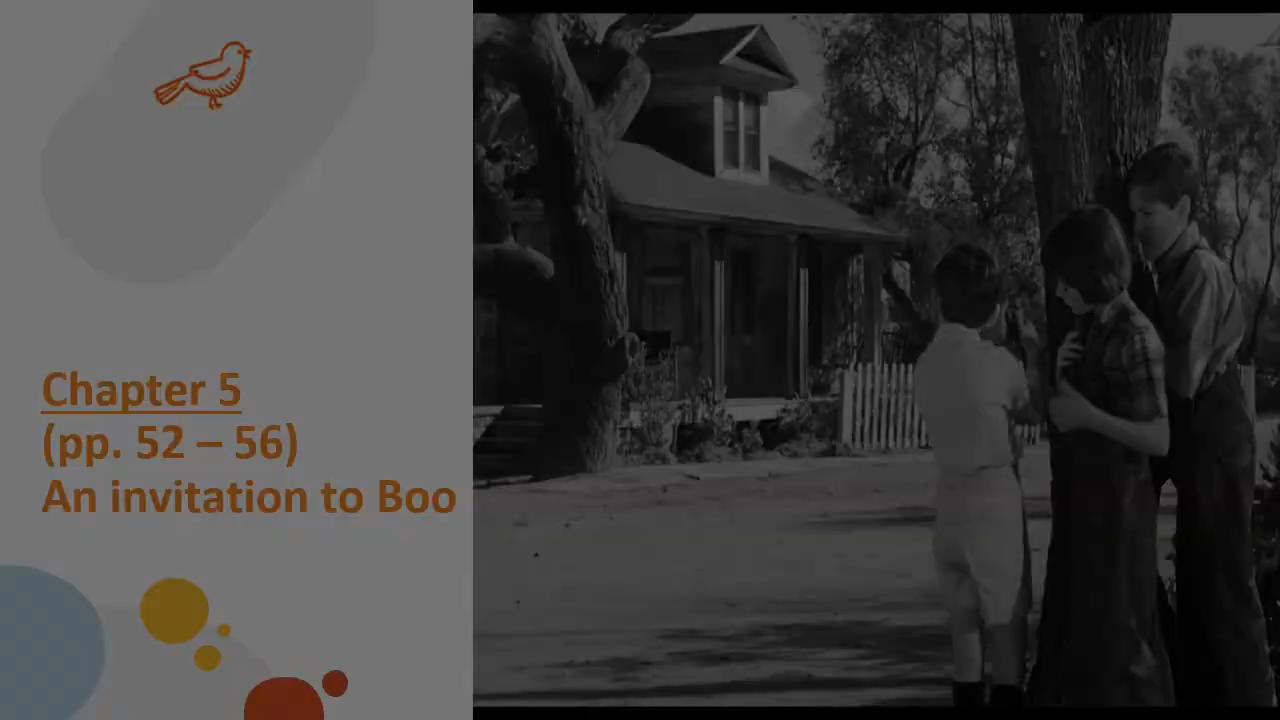 Chapter 5
(pp. 52 – 56)
An invitation to Boo